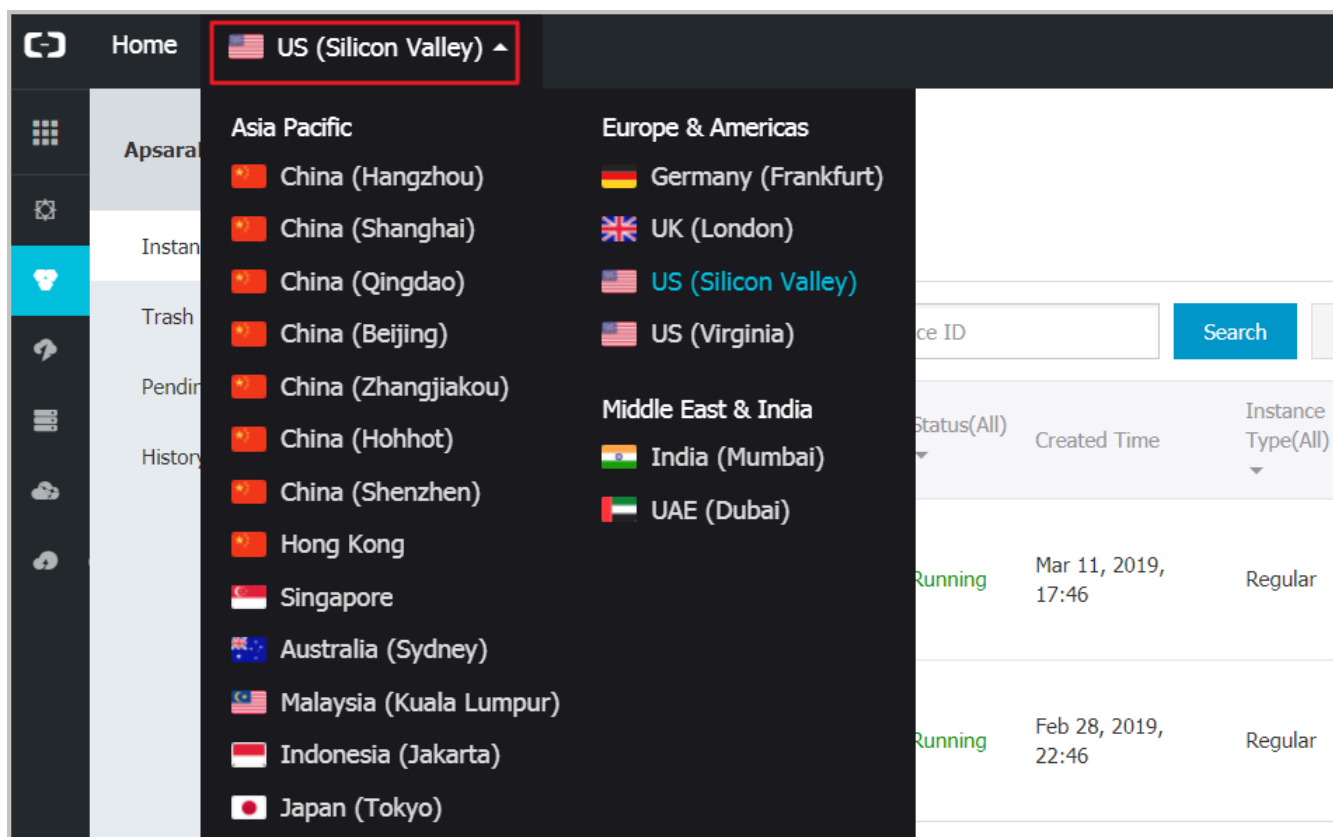 Home
US (Silicon Valley)
Asia Pacific
China (Hangzhou)
China (Shanghai)
China (Qingdao)
China (Beijing)
China (Zhangjiakou)
China (Hohhot)
China (Shenzhen)
Hong Kong
Singapore
Australia (Sydney)
Malaysia (Kuala Lumpur)
Indonesia (Jakarta)
Japan (Tokyo)
Europe & Americas
Germany (Frankfurt)
UK (London)
US (Silicon Valley)
US (Virginia)
Middle East & India
India (Mumbai)
UAE (Dubai)
Apsara
Instan
Trash
Pendin
History
ce ID
Search
Status(All)
Created Time
Instance
Type(All)
Running
Mar 11, 2019,
17:46
Regular
Running
Feb 28, 2019,
22:46
Regular